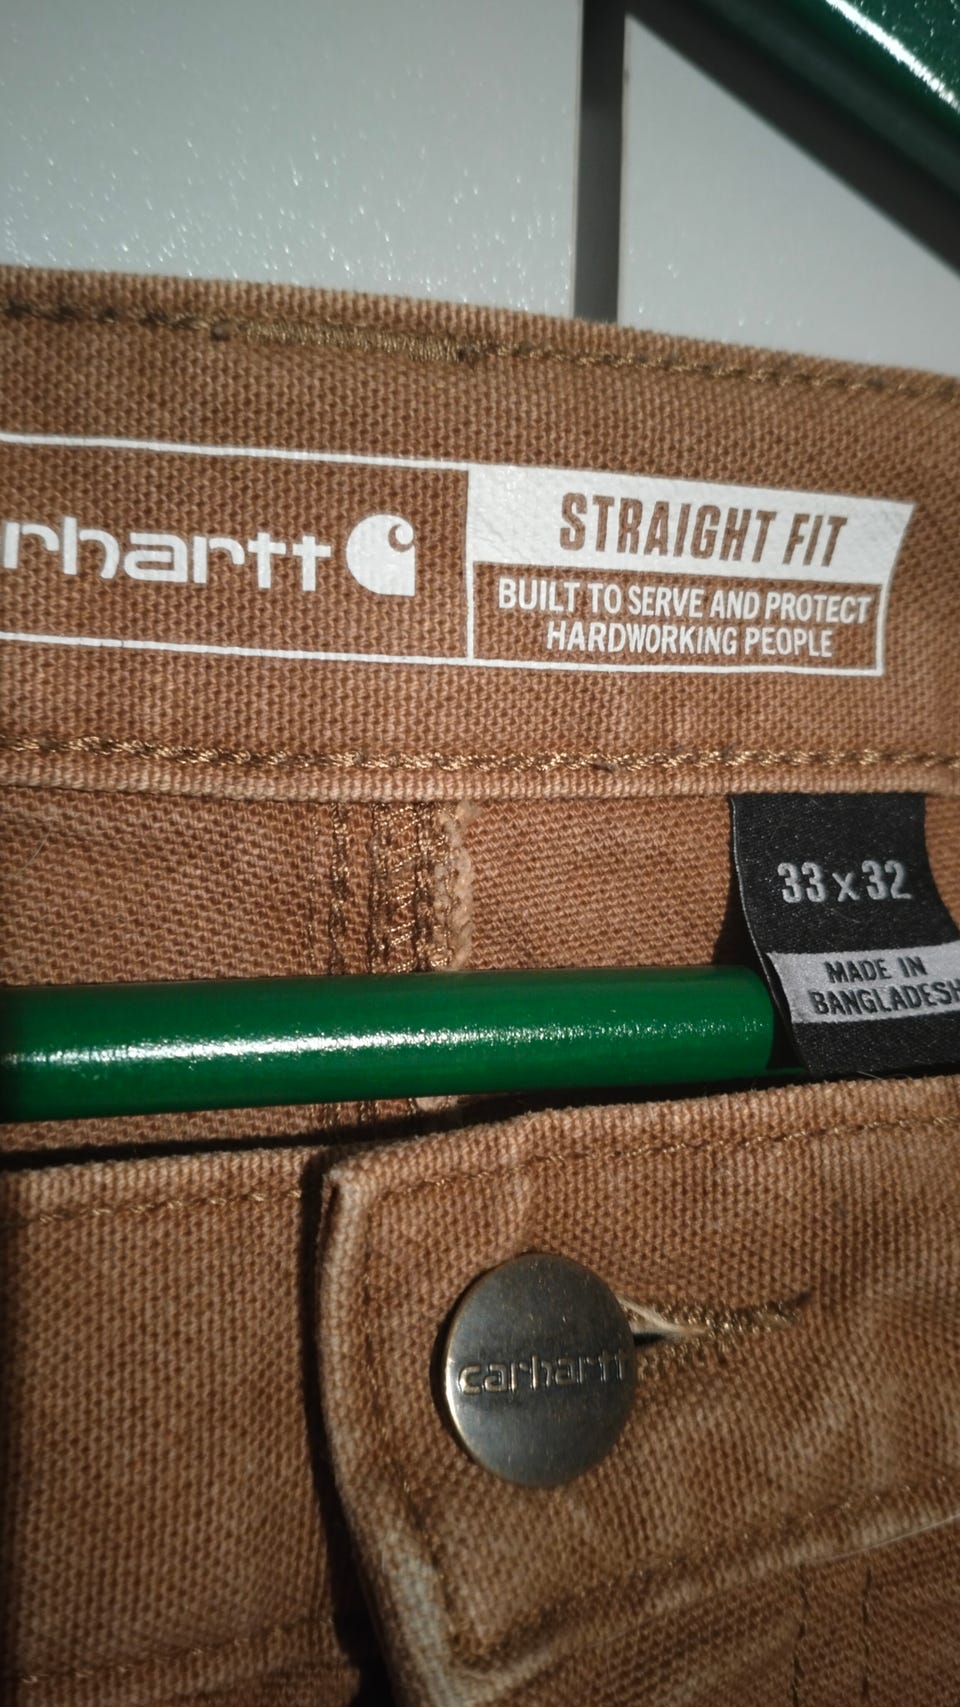 rhartt
STRAIGHT FIT
BUILT TO SERVE AND PROTECT
HARDWORKING PEOPLE
33 x 32
MADE IN
BANGLADESH
carhartt